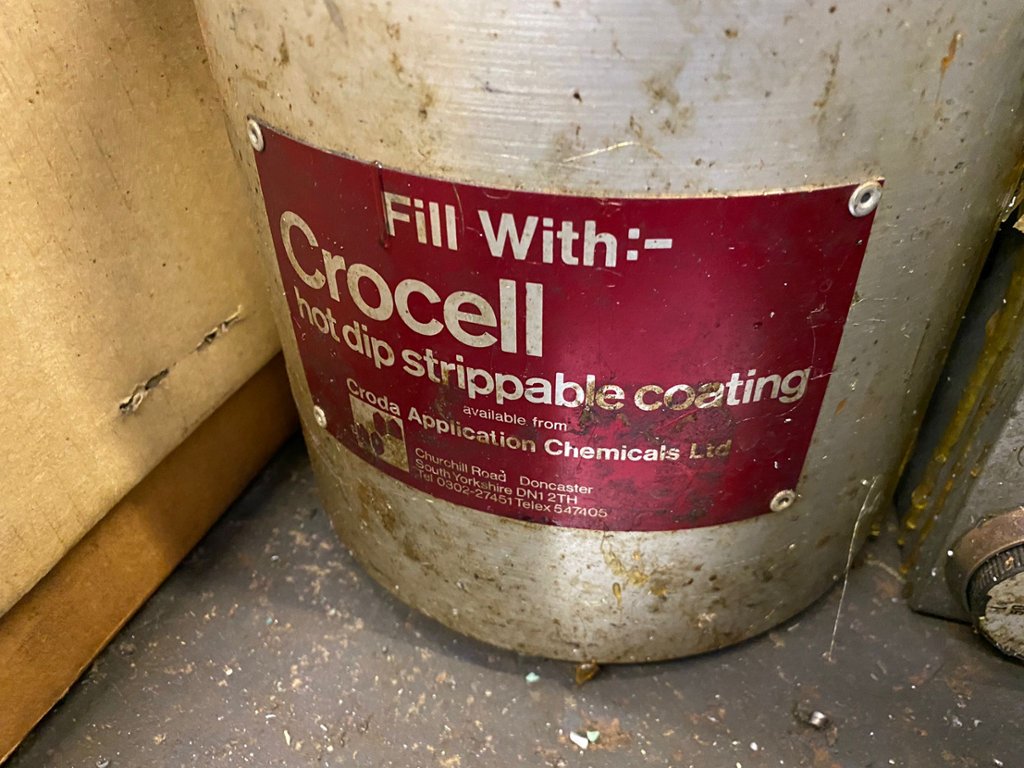 Fill With:-
Crocell
hot dip strippable coating
available from
Croda Application Chemicals Ltd
Churchill Road Doncaster
South Yorkshire DN1 2TH
Tel 0302-27451 Telex 547405